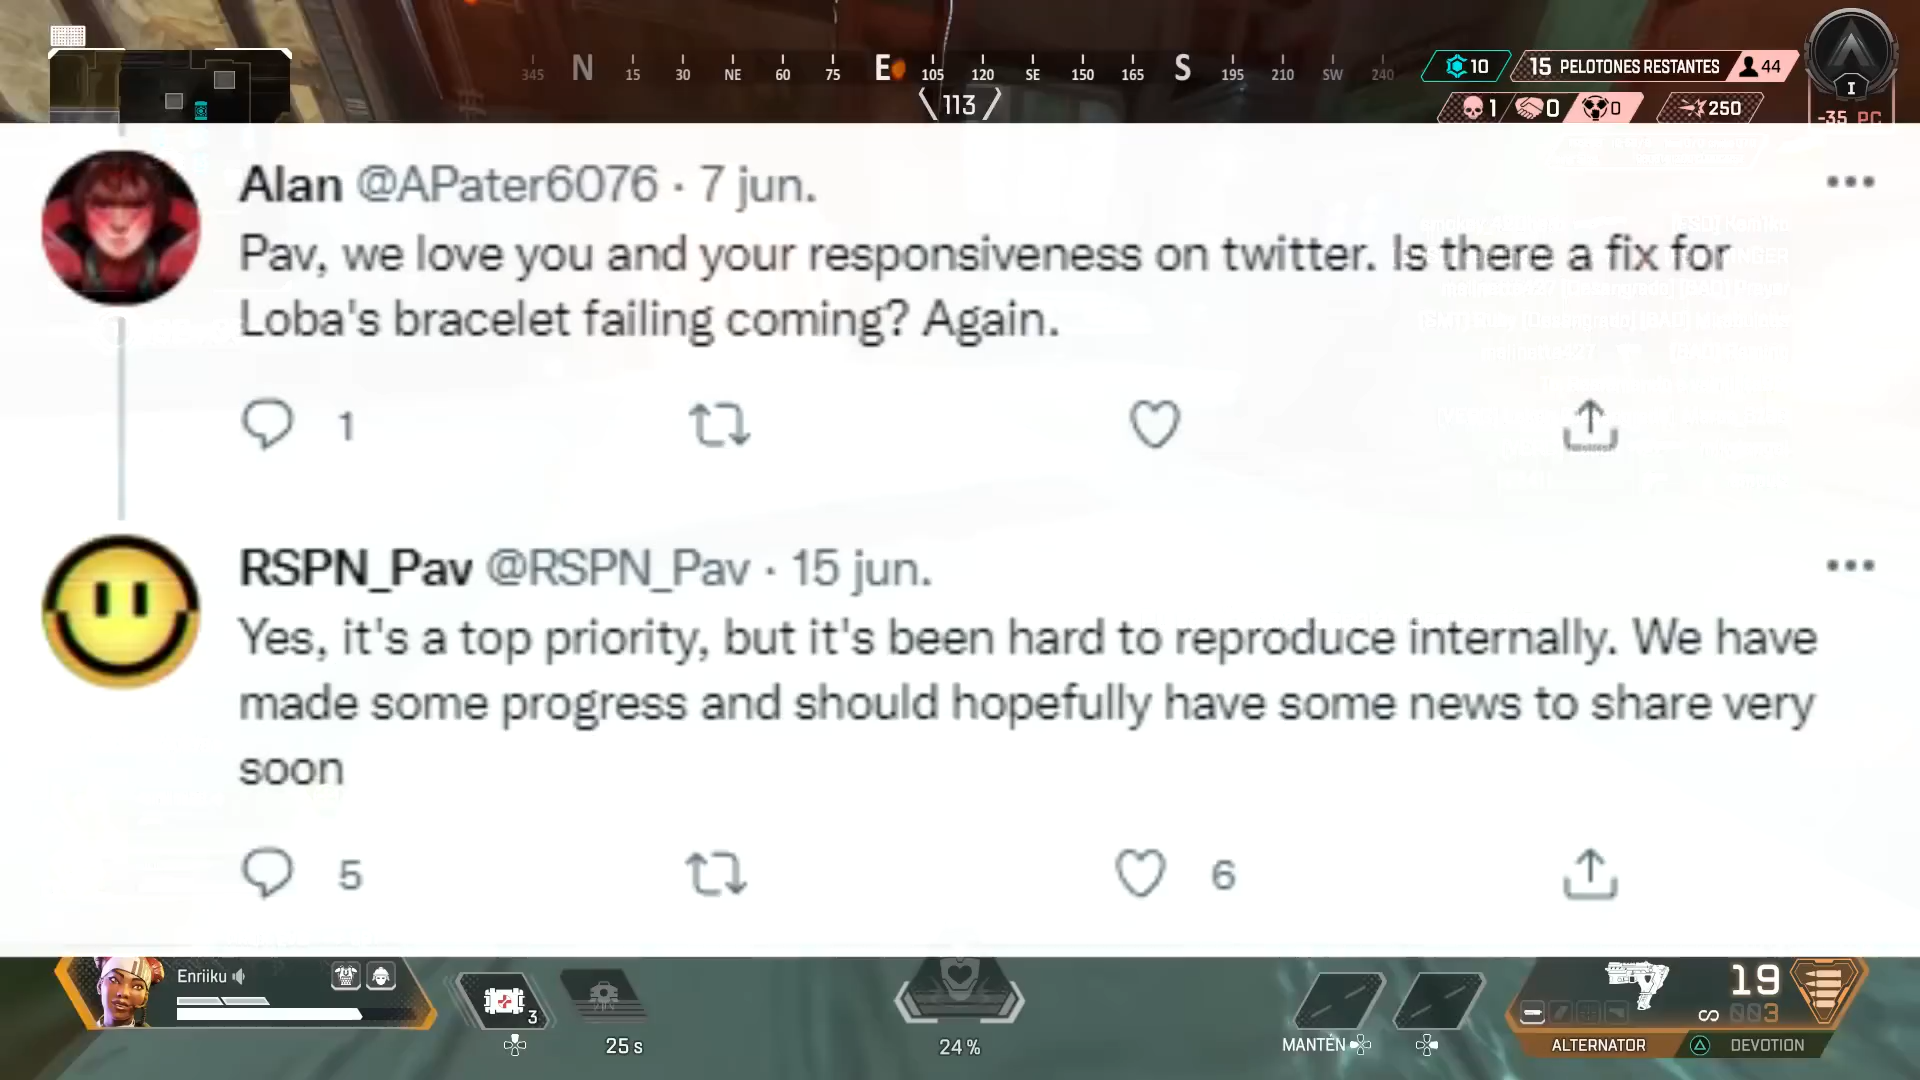 345 N 15 30 NE 60 75 E 105 120 SE 150 165 S 195 210 SW 240
113
10 15 PELOTONES RESTANTES 44
1 0 0 250
I
-35 PC
Alan @APater6076 · 7 jun.
Pav, we love you and your responsiveness on twitter. Is there a fix for
Loba's bracelet failing coming? Again.
1
RSPN_Pav @RSPN_Pav · 15 jun.
Yes, it's a top priority, but it's been hard to reproduce internally. We have
made some progress and should hopefully have some news to share very
soon
5 6
Enriiku
3
25 s
24 %
MANTÉN
19
∞ 003
ALTERNATOR
DEVOTION